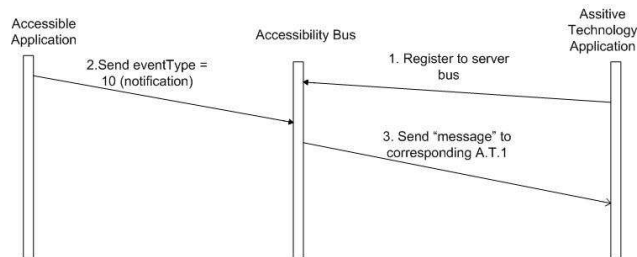 Accessible
Application
Accessibility Bus
Assitive
Technology
Application
2.Send eventType =
10 (notification)
1. Register to server
bus
3. Send “message” to
corresponding A.T.1